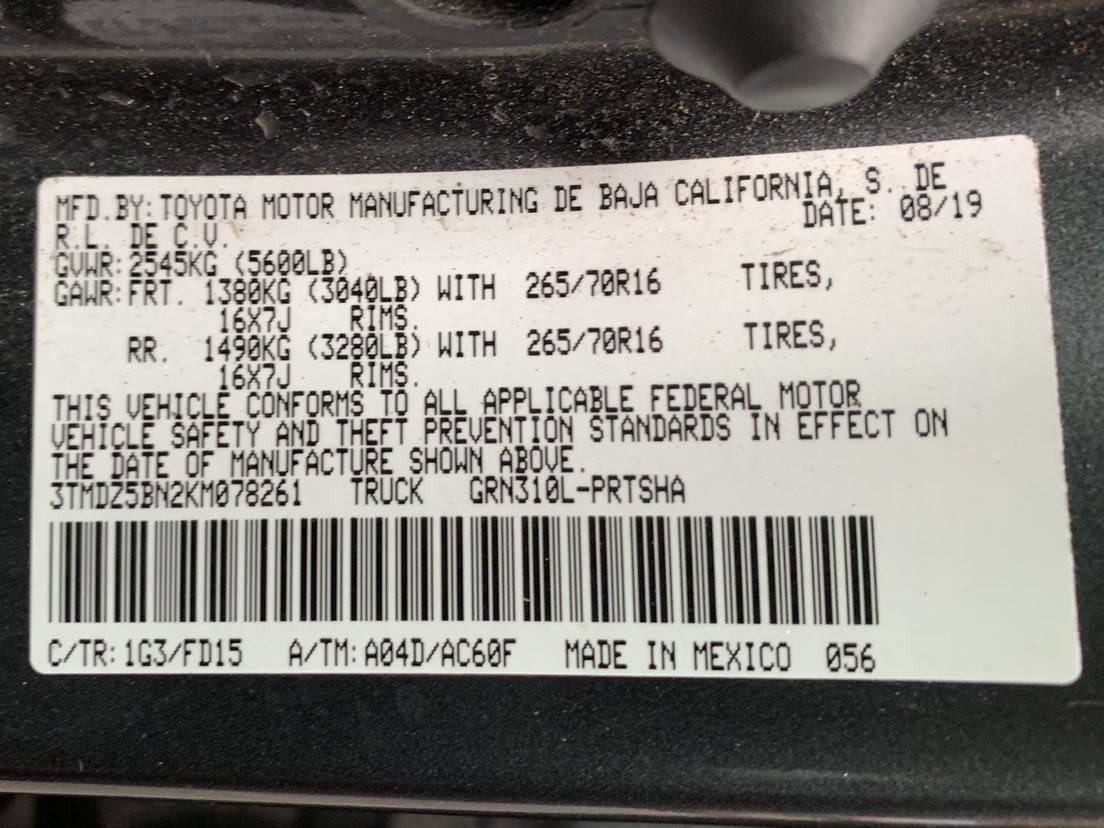 MFD.BY:TOYOTA MOTOR MANUFACTURING DE BAJA CALIFORNIA, S. DE
R.L. DE C.V. DATE: 08/19
GVWR:2545KG (5600LB)
GAWR:FRT. 1380KG (3040LB) WITH 265/70R16 TIRES,
16X7J RIMS.
RR. 1490KG (3280LB) WITH 265/70R16 TIRES,
16X7J RIMS.
THIS VEHICLE CONFORMS TO ALL APPLICABLE FEDERAL MOTOR
VEHICLE SAFETY AND THEFT PREVENTION STANDARDS IN EFFECT ON
THE DATE OF MANUFACTURE SHOWN ABOVE.
3TMDZ5BN2KM078261 TRUCK GRN310L-PRTSHA
C/TR:1G3/FD15 A/TM:A04D/AC60F MADE IN MEXICO 056